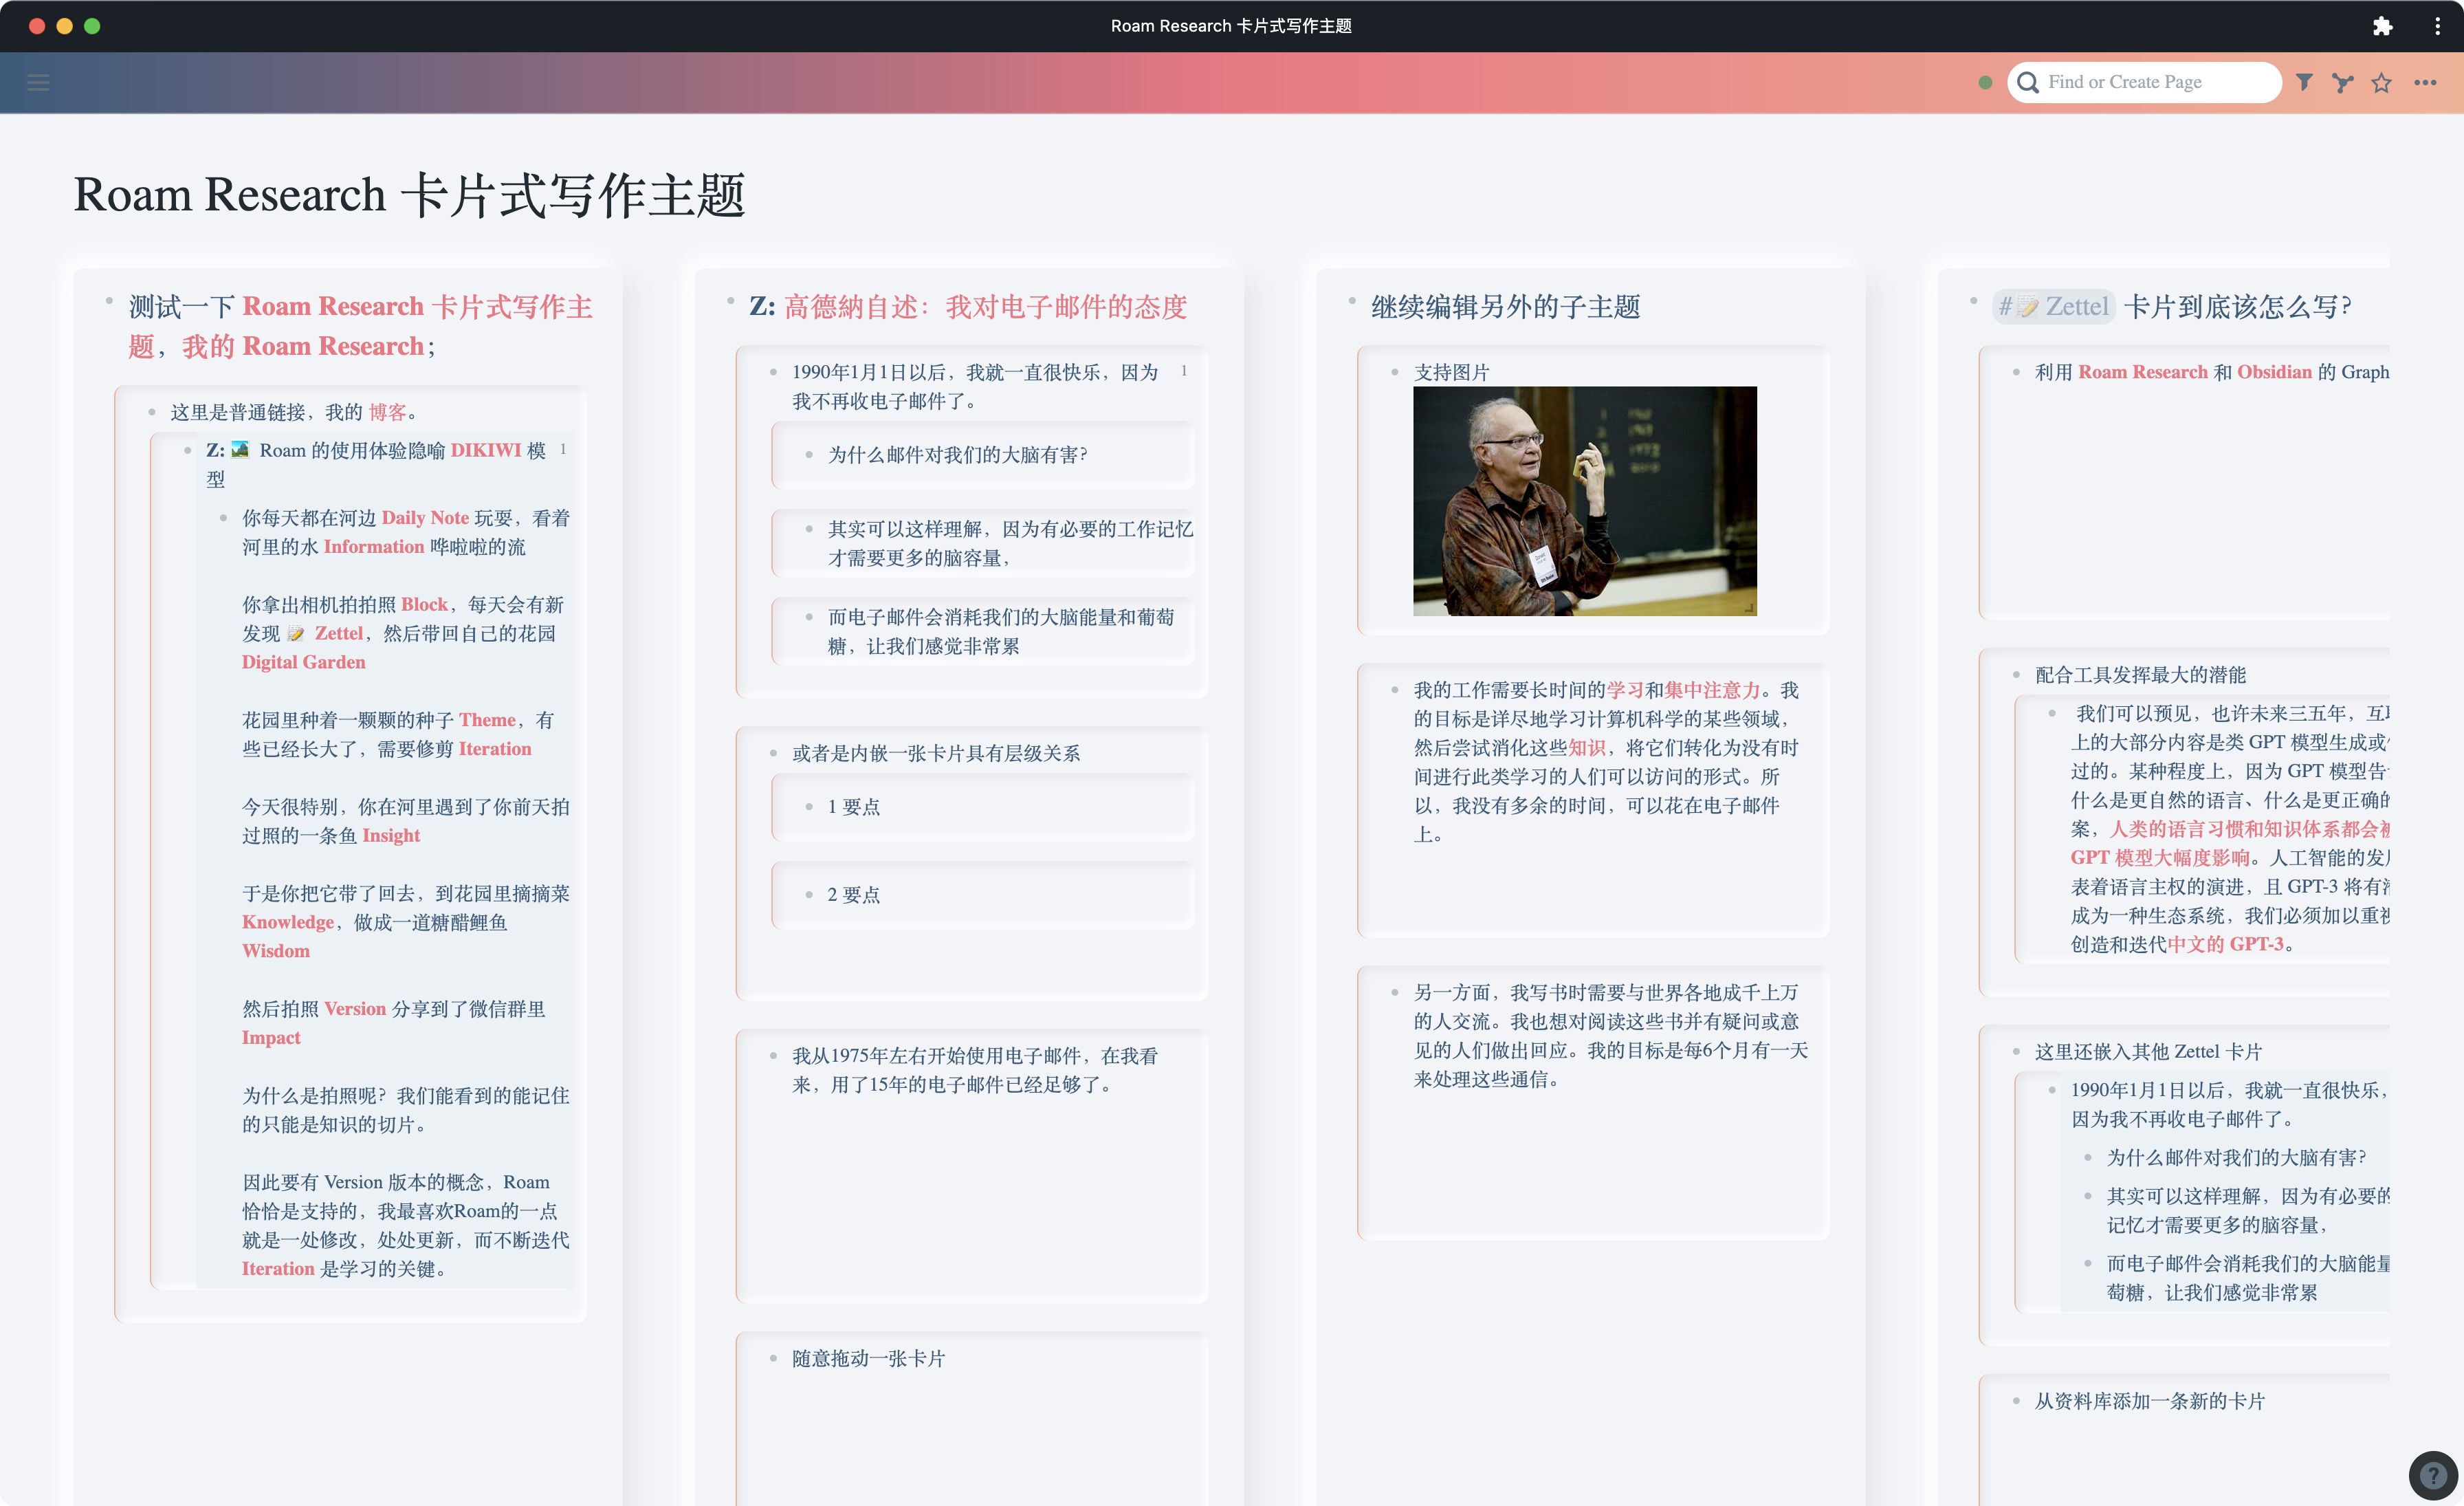 Roam Research 卡片式写作主题
Find or Create Page
Roam Research 卡片式写作主题
测试一下 Roam Research 卡片式写作主
题，我的 Roam Research；
这里是普通链接，我的 博客。
Z: 🏞 Roam 的使用体验隐喻 DIKIWI 模 1
型
你每天都在河边 Daily Note 玩耍，看着
河里的水 Information 哗啦啦的流
你拿出相机拍拍照 Block，每天会有新
发现 📝 Zettel，然后带回自己的花园
Digital Garden
花园里种着一颗颗的种子 Theme，有
些已经长大了，需要修剪 Iteration
今天很特别，你在河里遇到了你前天拍
过照的一条鱼 Insight
于是你把它带了回去，到花园里摘摘菜
Knowledge，做成一道糖醋鲤鱼
Wisdom
然后拍照 Version 分享到了微信群里
Impact
为什么是拍照呢？我们能看到的能记住
的只能是知识的切片。
因此要有 Version 版本的概念，Roam
恰恰是支持的，我最喜欢Roam的一点
就是一处修改，处处更新，而不断迭代
Iteration 是学习的关键。
Z: 高德納自述：我对电子邮件的态度
1990年1月1日以后，我就一直很快乐，因为 1
我不再收电子邮件了。
为什么邮件对我们的大脑有害？
其实可以这样理解，因为有必要的工作记忆
才需要更多的脑容量，
而电子邮件会消耗我们的大脑能量和葡萄
糖，让我们感觉非常累
或者是内嵌一张卡片具有层级关系
1 要点
2 要点
我从1975年左右开始使用电子邮件，在我看
来，用了15年的电子邮件已经足够了。
随意拖动一张卡片
继续编辑另外的子主题
支持图片
我的工作需要长时间的学习和集中注意力。我
的目标是详尽地学习计算机科学的某些领域，
然后尝试消化这些知识，将它们转化为没有时
间进行此类学习的人们可以访问的形式。所
以，我没有多余的时间，可以花在电子邮件
上。
另一方面，我写书时需要与世界各地成千上万
的人交流。我也想对阅读这些书并有疑问或意
见的人们做出回应。我的目标是每6个月有一天
来处理这些通信。
#📝 Zettel 卡片到底该怎么写？
利用 Roam Research 和 Obsidian 的 Graph
配合工具发挥最大的潜能
我们可以预见，也许未来三五年，互
上的大部分内容是类 GPT 模型生成或
过的。某种程度上，因为 GPT 模型告
什么是更自然的语言、什么是更正确的
案，人类的语言习惯和知识体系都会被
GPT 模型大幅度影响。人工智能的发
表着语言主权的演进，且 GPT-3 将有
成为一种生态系统，我们必须加以重视
创造和迭代中文的 GPT-3。
这里还嵌入其他 Zettel 卡片
1990年1月1日以后，我就一直很快乐，
因为我不再收电子邮件了。
为什么邮件对我们的大脑有害？
其实可以这样理解，因为有必要的
记忆才需要更多的脑容量，
而电子邮件会消耗我们的大脑能量
萄糖，让我们感觉非常累
从资料库添加一条新的卡片